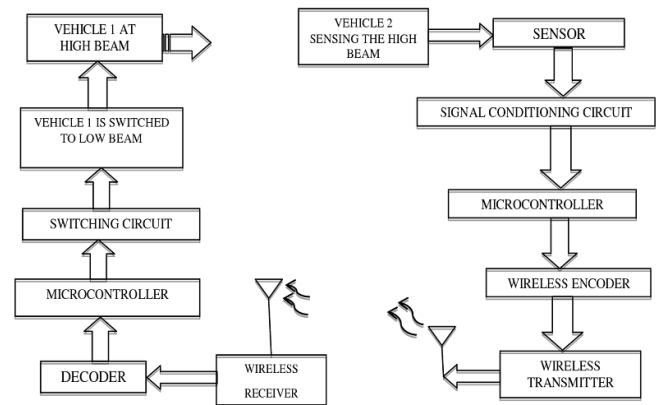 VEHICLE 1 AT
HIGH BEAM
VEHICLE 1 IS SWITCHED
TO LOW BEAM
SWITCHING CIRCUIT
MICROCONTROLLER
DECODER
WIRELESS
RECEIVER
VEHICLE 2
SENSING THE HIGH
BEAM
SENSOR
SIGNAL CONDITIONING CIRCUIT
MICROCONTROLLER
WIRELESS ENCODER
WIRELESS
TRANSMITTER